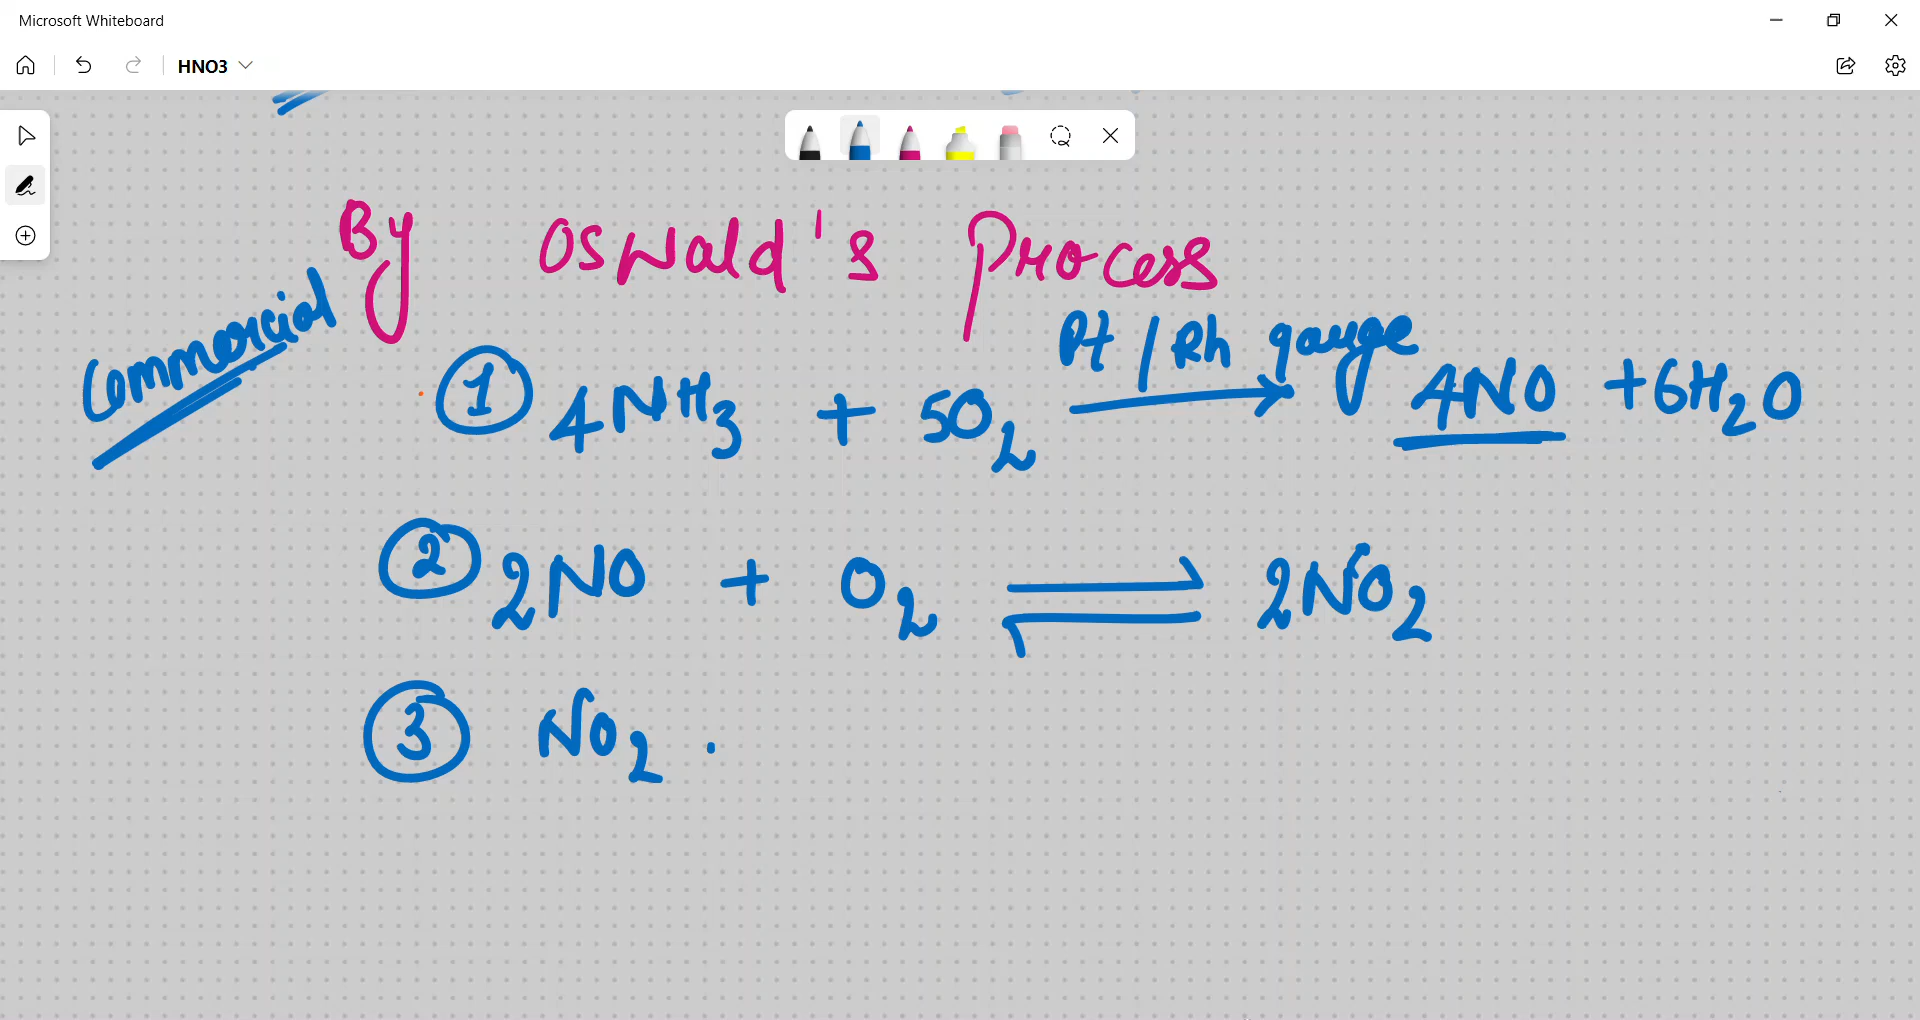 Microsoft Whiteboard
HNO3
By Oswald's Process
Commercial
Pt / Rh gauge
① 4NH₃ + 5O₂ → 4NO + 6H₂O
② 2NO + O₂ ⇌ 2NO₂
③ NO₂ .